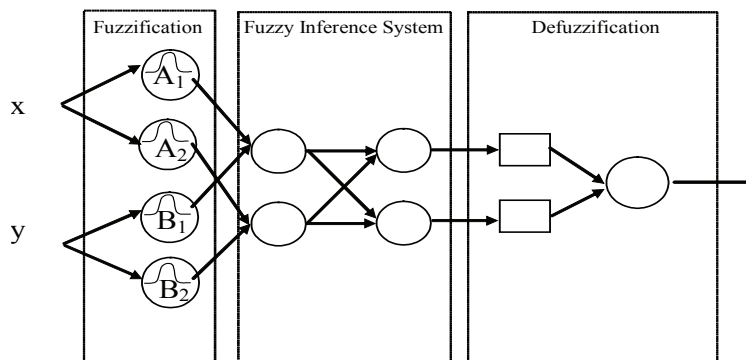 Fuzzification
Fuzzy Inference System
Defuzzification
x
y
A₁
A₂
B₁
B₂